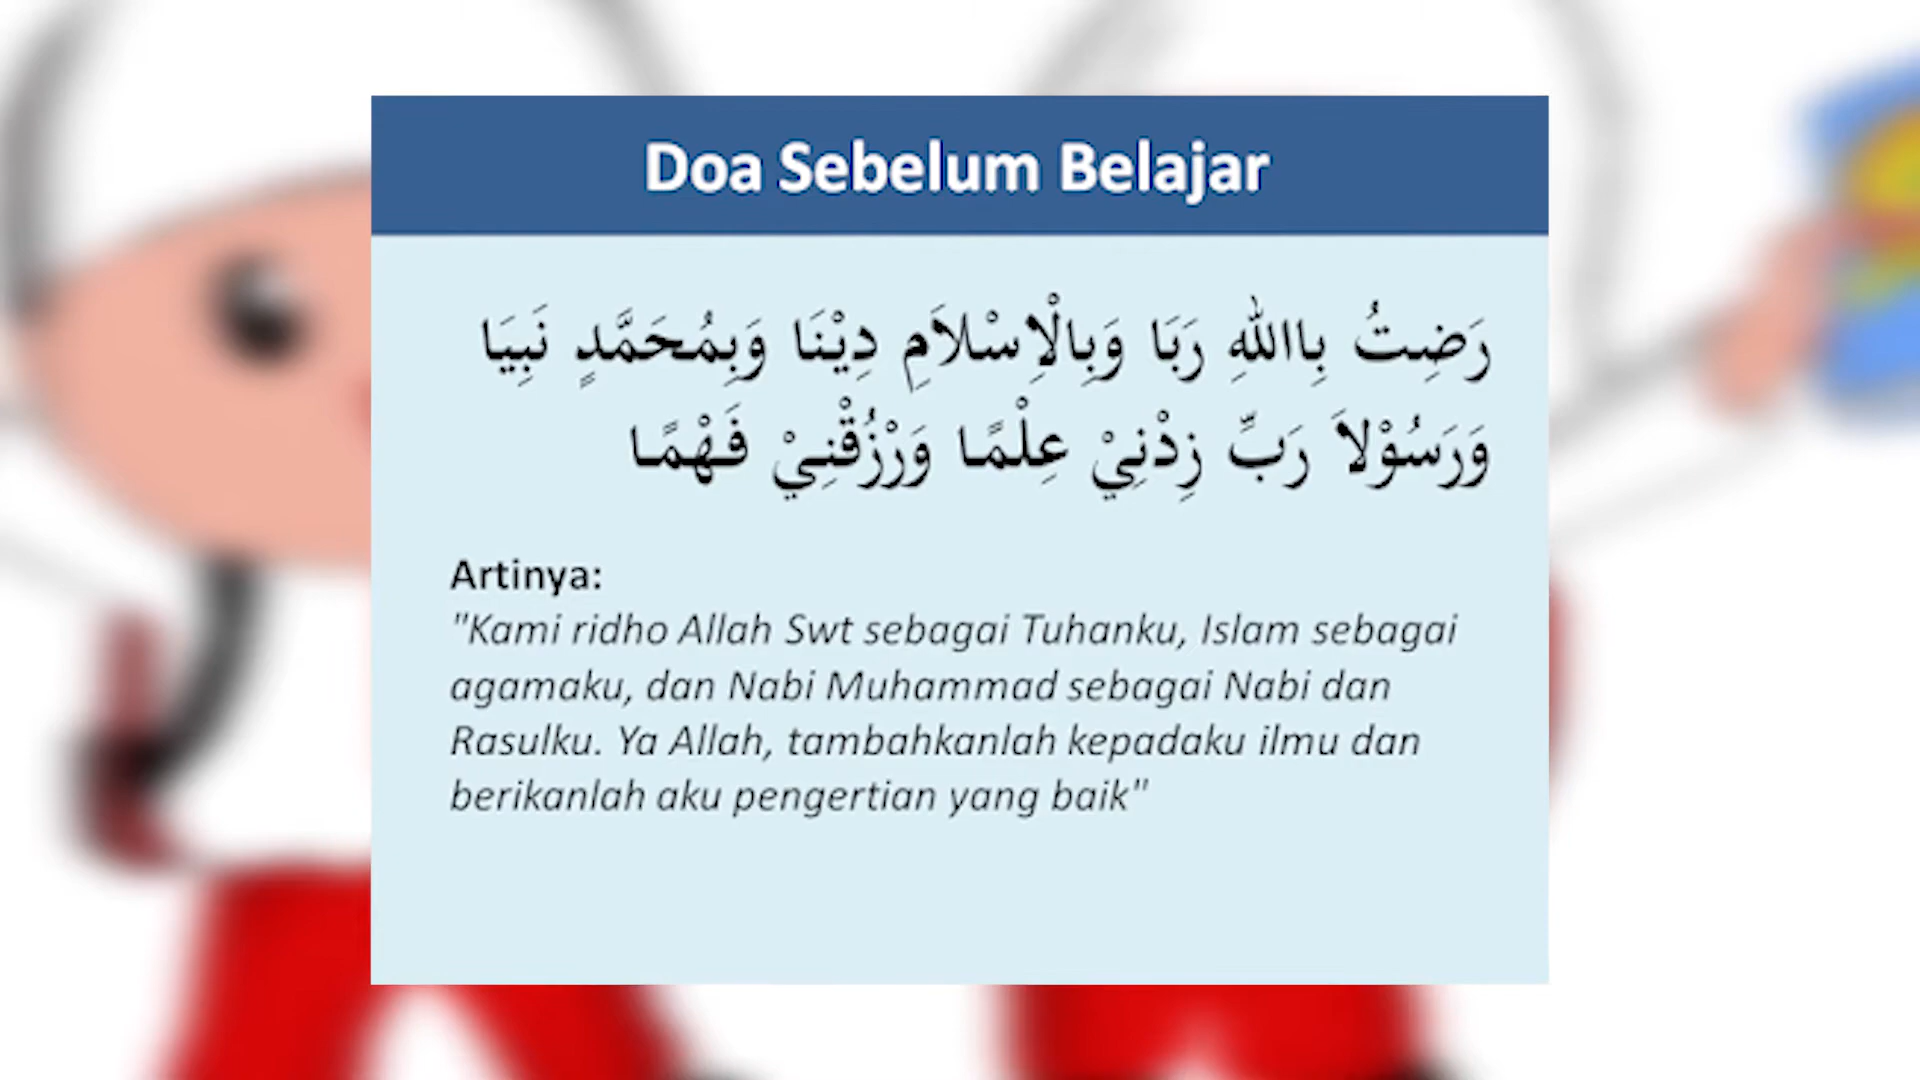 Doa Sebelum Belajar
رَضِتُ بِااللهِ رَبَا وَبِالْاِسْلاَمِ دِيْنَا وَبِمُحَمَّدٍ نَبِيَا
وَرَسُوْلاَ رَبِّ زِدْنِيْ عِلْمًا وَرْزُقْنِيْ فَهْمًا
Artinya:
"Kami ridho Allah Swt sebagai Tuhanku, Islam sebagai
agamaku, dan Nabi Muhammad sebagai Nabi dan
Rasulku. Ya Allah, tambahkanlah kepadaku ilmu dan
berikanlah aku pengertian yang baik"